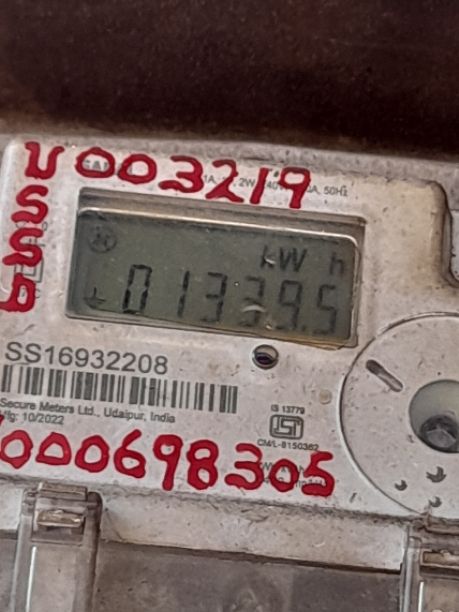 U003219
50Hz
kW h
01339.5
SS16932208
Secure Meters Ltd., Udaipur, India
Mfg: 10/2022
IS 13779
CM/L-8150362
000698305